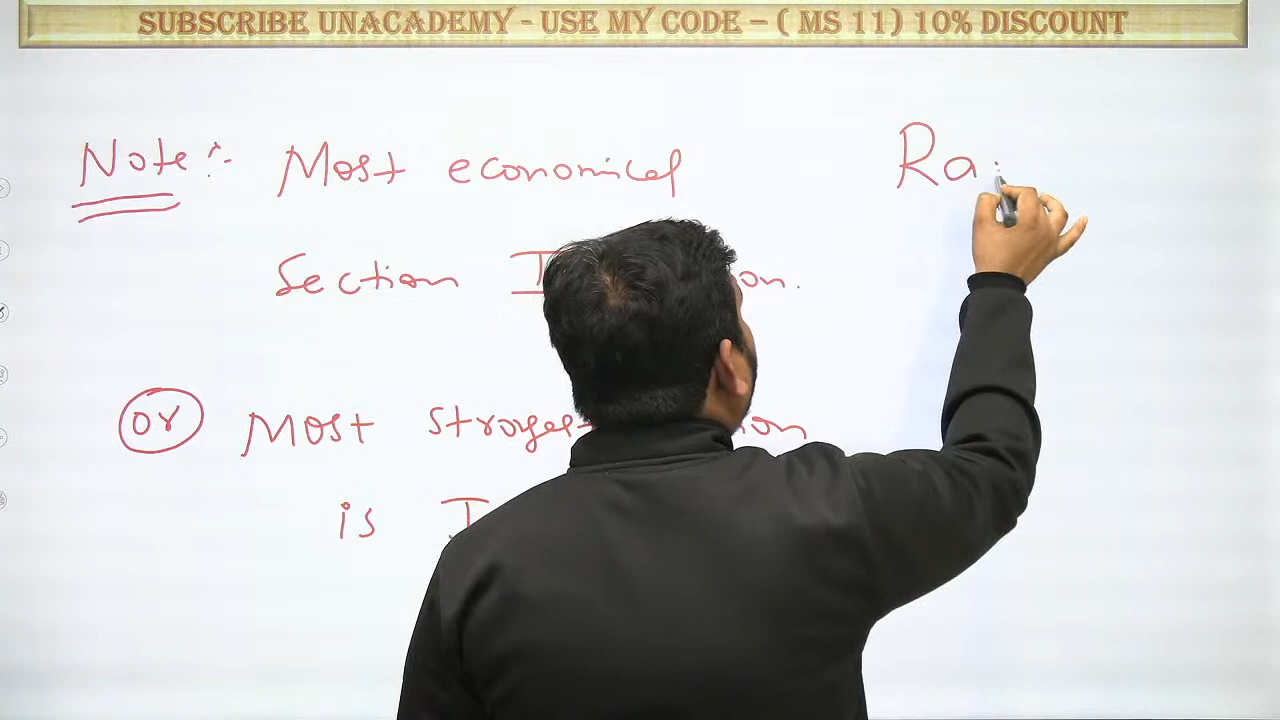 SUBSCRIBE UNACADEMY - USE MY CODE – ( MS 11) 10% DISCOUNT
Note :- Most economical
Ra
Section I
on.
or Most stroges
on
is I